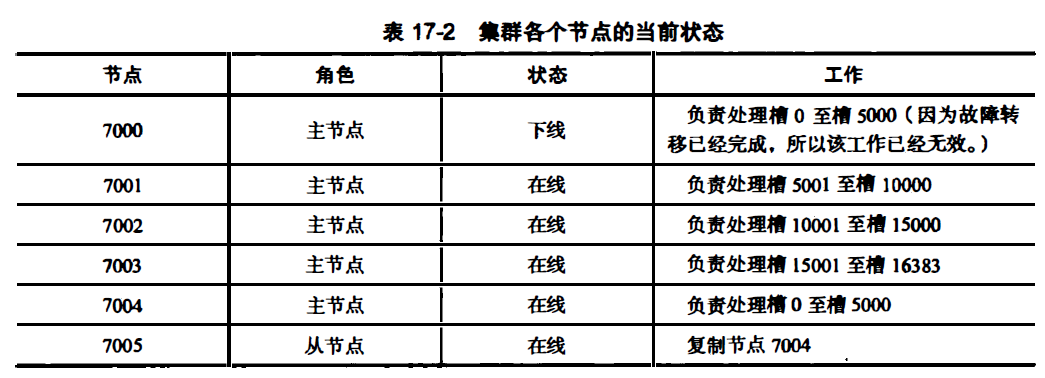 表 17-2 集群各个节点的当前状态
节点 角色 状态 工作
7000 主节点 下线 负责处理槽 0 至槽 5000（因为故障转
移已经完成，所以该工作已经无效。）
7001 主节点 在线 负责处理槽 5001 至槽 10000
7002 主节点 在线 负责处理槽 10001 至槽 15000
7003 主节点 在线 负责处理槽 15001 至槽 16383
7004 主节点 在线 负责处理槽 0 至槽 5000
7005 从节点 在线 复制节点 7004